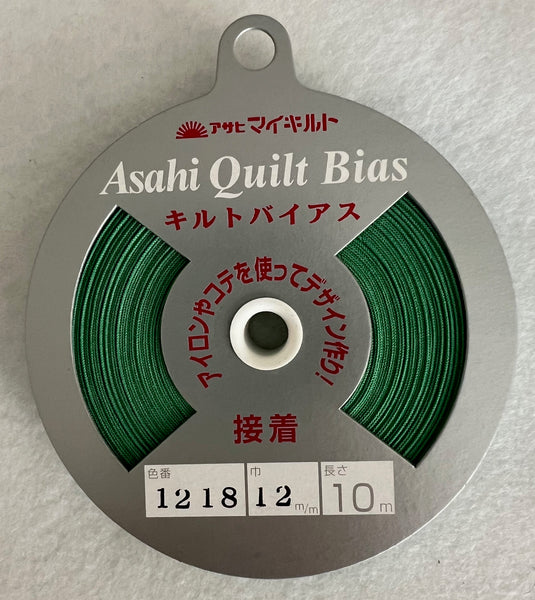 アサヒマイキルト
Asahi Quilt Bias
キルトバイアス
アイロンやコテを使ってデザイン作り!
接着
色番 巾 長さ
1218 12m/m 10m